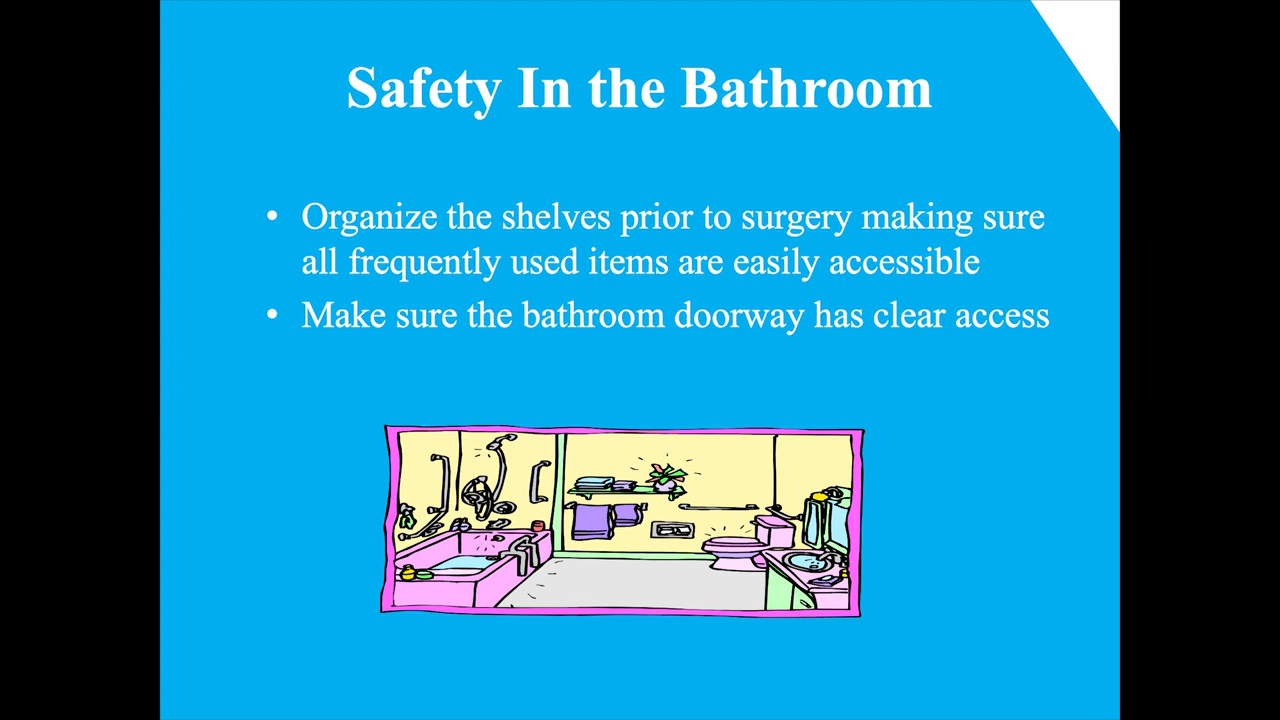 Safety In the Bathroom
• Organize the shelves prior to surgery making sure
all frequently used items are easily accessible
• Make sure the bathroom doorway has clear access